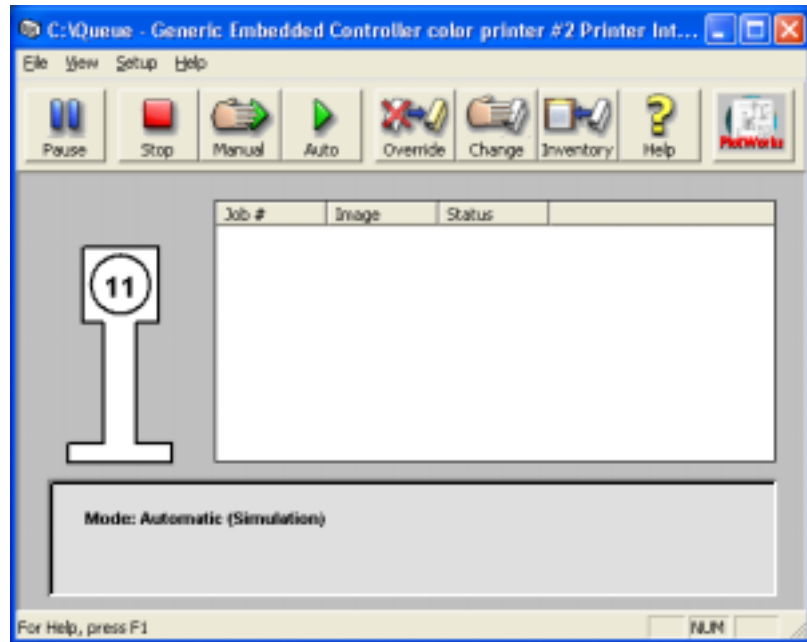 C:\Queue - Generic Embedded Controller color printer #2 Printer Int...
File View Setup Help
Pause Stop Manual Auto Override Change Inventory Help PlotWorks
Job # Image Status
11
Mode: Automatic (Simulation)
For Help, press F1 NUM